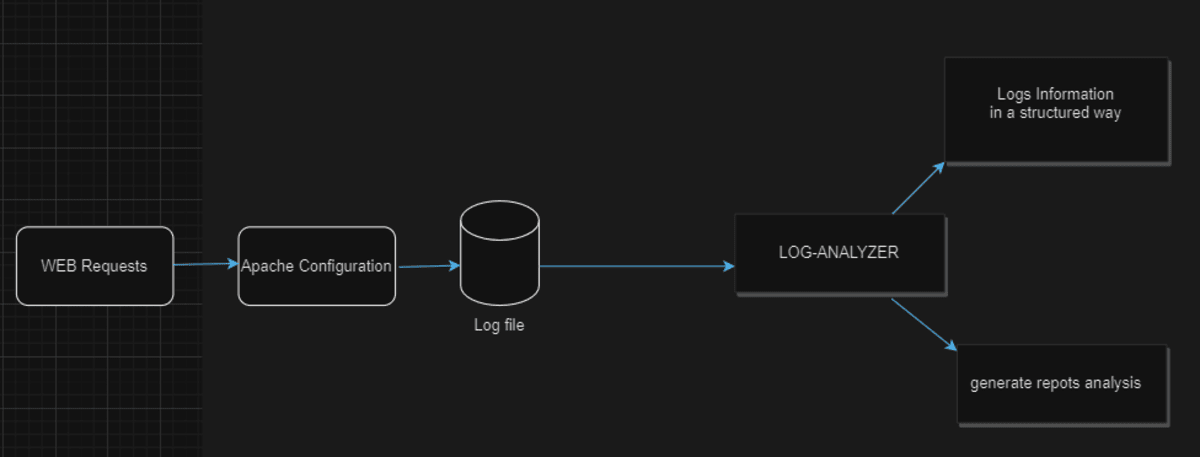 WEB Requests
Apache Configuration
Log file
LOG-ANALYZER
Logs Information
in a structured way
generate repots analysis